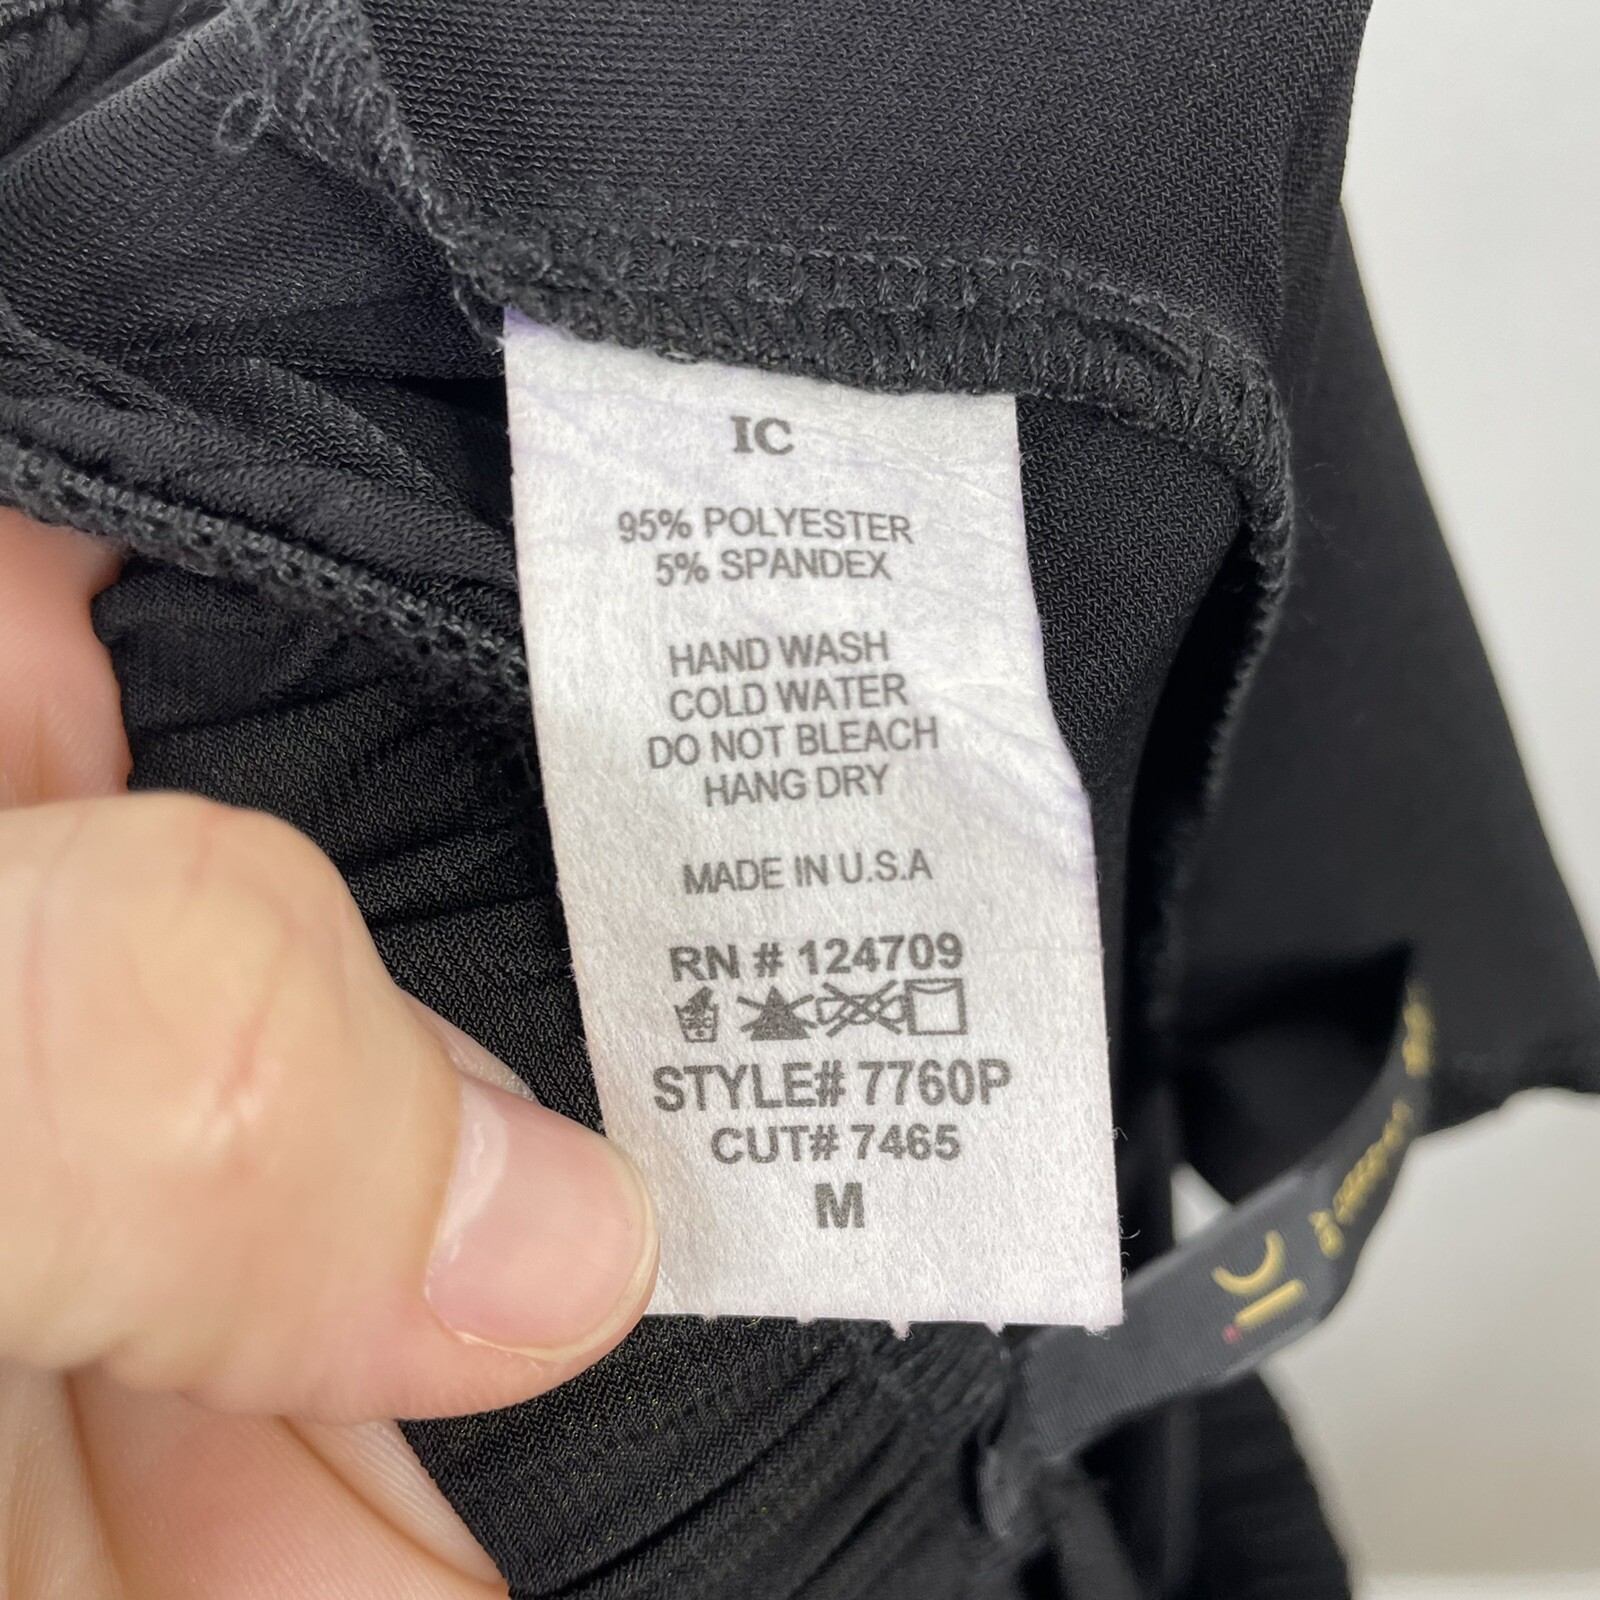 IC
95% POLYESTER
5% SPANDEX
HAND WASH
COLD WATER
DO NOT BLEACH
HANG DRY
MADE IN U.S.A
RN # 124709
STYLE# 7760P
CUT# 7465
M
IC